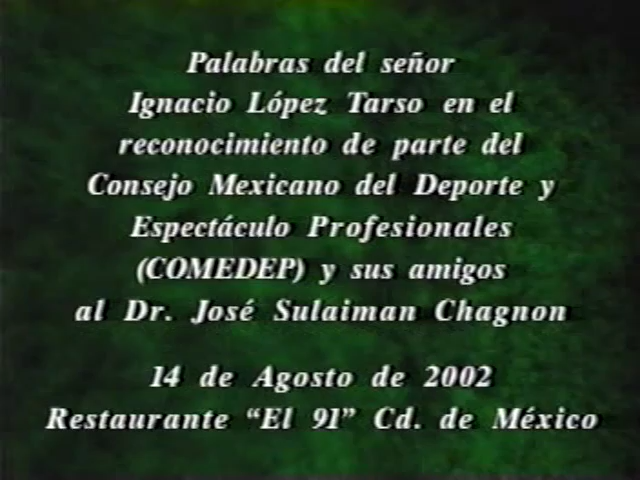 Palabras del señor
Ignacio López Tarso en el
reconocimiento de parte del
Consejo Mexicano del Deporte y
Espectáculo Profesionales
(COMEDEP) y sus amigos
al Dr. José Sulaiman Chagnon
14 de Agosto de 2002
Restaurante “El 91” Cd. de México